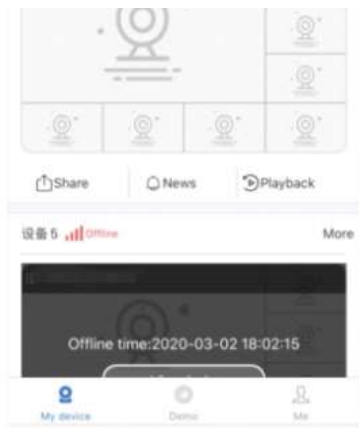 Share
News
Playback
设备 5 Offline
More
Offline time:2020-03-02 18:02:15
My device
Demo
Me